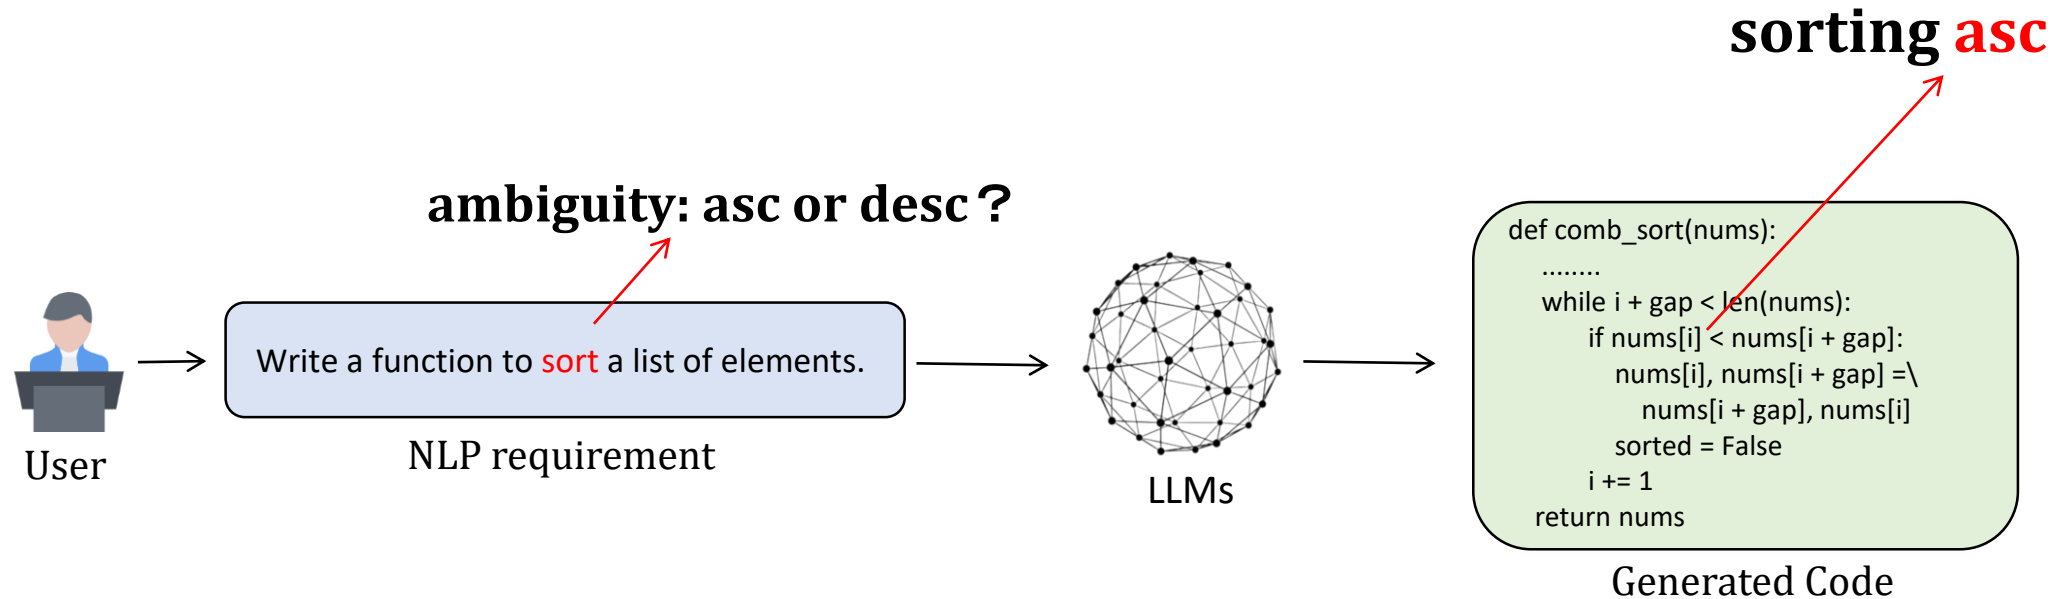 sorting asc
ambiguity: asc or desc？
Write a function to sort a list of elements.
User
NLP requirement
LLMs
def comb_sort(nums):
........
while i + gap < len(nums):
if nums[i] < nums[i + gap]:
nums[i], nums[i + gap] =\
nums[i + gap], nums[i]
sorted = False
i += 1
return nums
Generated Code